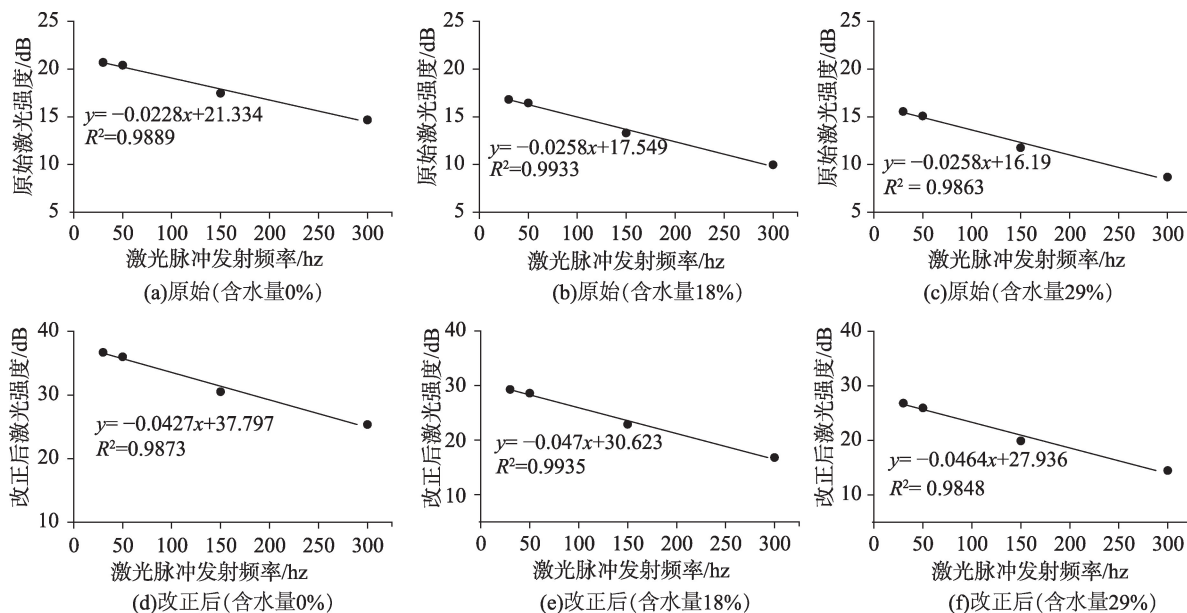 25
20
15
10
5
原始激光强度/dB
y= −0.0228x+21.334
R²=0.9889
0 50 100 150 200 250 300
激光脉冲发射频率/hz
(a)原始(含水量0%)
25
20
15
10
5
原始激光强度/dB
y= −0.0258x+17.549
R²=0.9933
0 50 100 150 200 250 300
激光脉冲发射频率/hz
(b)原始(含水量18%)
25
20
15
10
5
原始激光强度/dB
y= −0.0258x+16.19
R² = 0.9863
0 50 100 150 200 250 300
激光脉冲发射频率/hz
(c)原始(含水量29%)
40
30
20
10
改正后激光强度/dB
y= −0.0427x+37.797
R²=0.9873
0 50 100 150 200 250 300
激光脉冲发射频率/hz
(d)改正后(含水量0%)
40
30
20
10
改正后激光强度/dB
y= −0.047x+30.623
R²=0.9935
0 50 100 150 200 250 300
激光脉冲发射频率/hz
(e)改正后(含水量18%)
40
30
20
10
改正后激光强度/dB
y= −0.0464x+27.936
R²= 0.9848
0 50 100 150 200 250 300
激光脉冲发射频率/hz
(f)改正后(含水量29%)